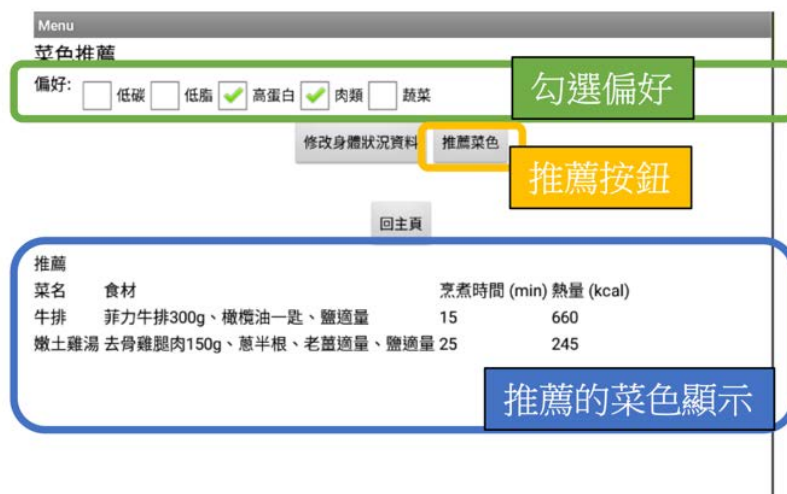 Menu
菜色推薦
偏好: 低碳 低脂 高蛋白 肉類 蔬菜
勾選偏好
修改身體狀況資料 推薦菜色
推薦按鈕
回主頁
推薦
菜名 食材 烹煮時間 (min) 熱量 (kcal)
牛排 菲力牛排300g、橄欖油一匙、鹽適量 15 660
嫩土雞湯 去骨雞腿肉150g、蔥半根、老薑適量、鹽適量 25 245
推薦的菜色顯示